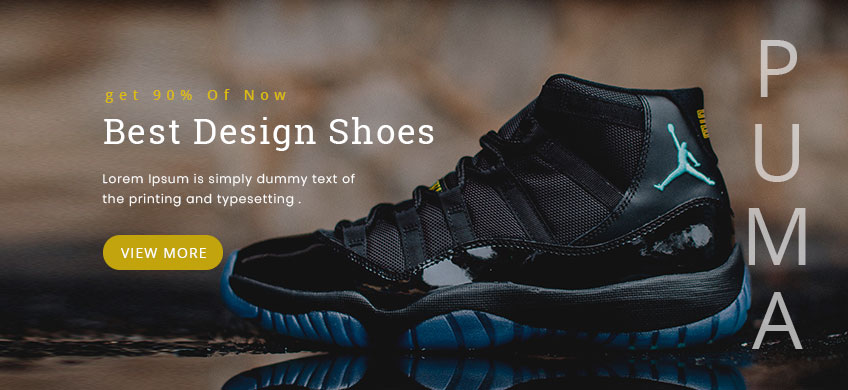 get 90% Of Now
Best Design Shoes
Lorem Ipsum is simply dummy text of
the printing and typesetting .
VIEW MORE
P
U
M
A